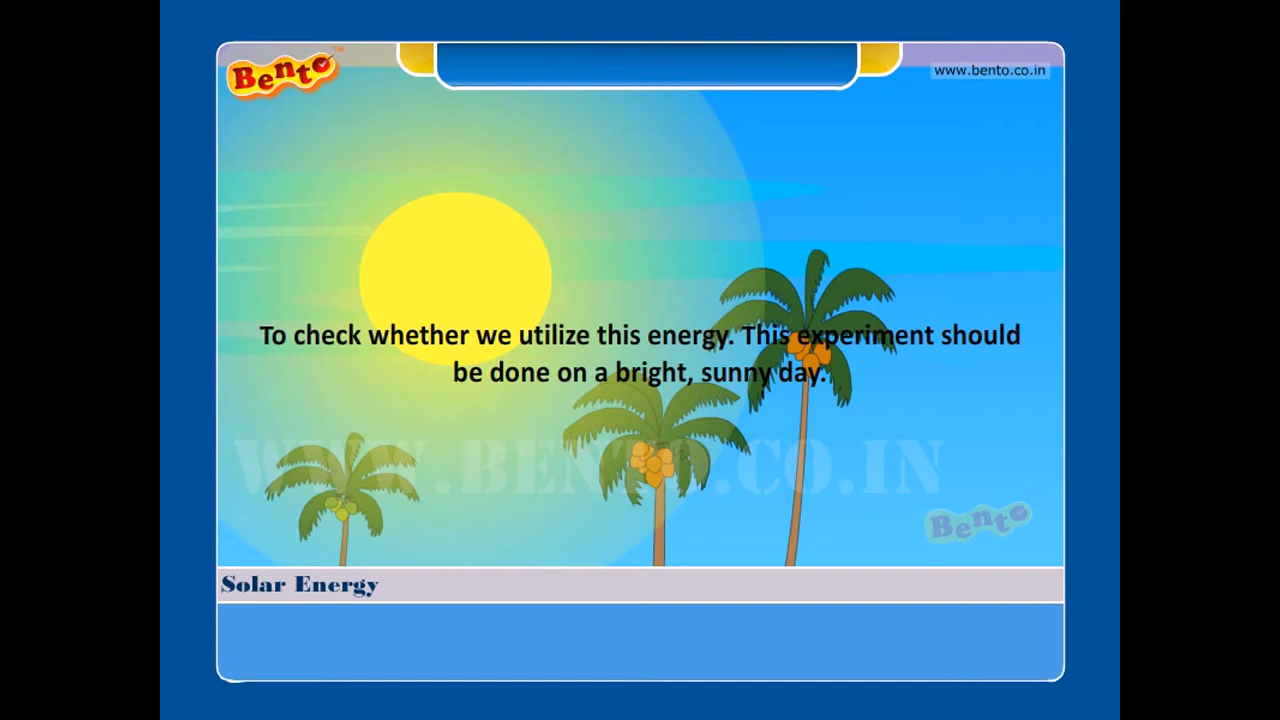 Bento
www.bento.co.in
To check whether we utilize this energy. This experiment should
be done on a bright, sunny day.
WWW.BENTO.CO.IN
Bento
Solar Energy